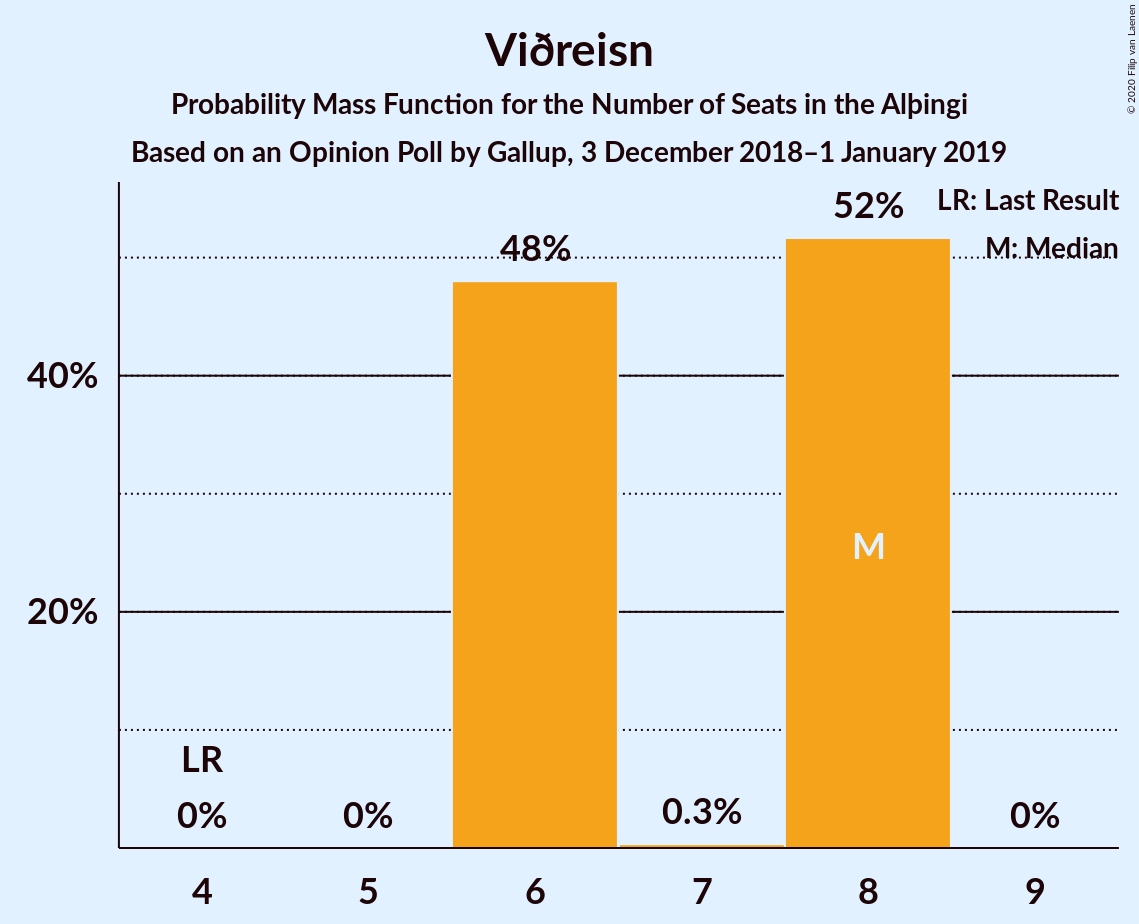 Viðreisn
Probability Mass Function for the Number of Seats in the Alþingi
Based on an Opinion Poll by Gallup, 3 December 2018–1 January 2019
© 2020 Filip van Laenen
LR: Last Result
M: Median
52%
48%
40%
20%
M
LR
0%
0%
0.3%
0%
4
5
6
7
8
9